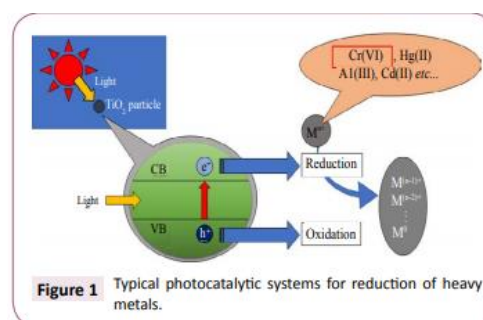 Light
TiO₂ particle
Cr(VI) , Hg(II)
Al(III), Cd(II) etc...
Mⁿ⁺
CB
e⁻
Reduction
Light
VB
h⁺
Oxidation
M⁽ⁿ⁻¹⁾⁺
M⁽ⁿ⁻²⁾⁺
⋮
M⁰
Figure 1 Typical photocatalytic systems for reduction of heavy
metals.